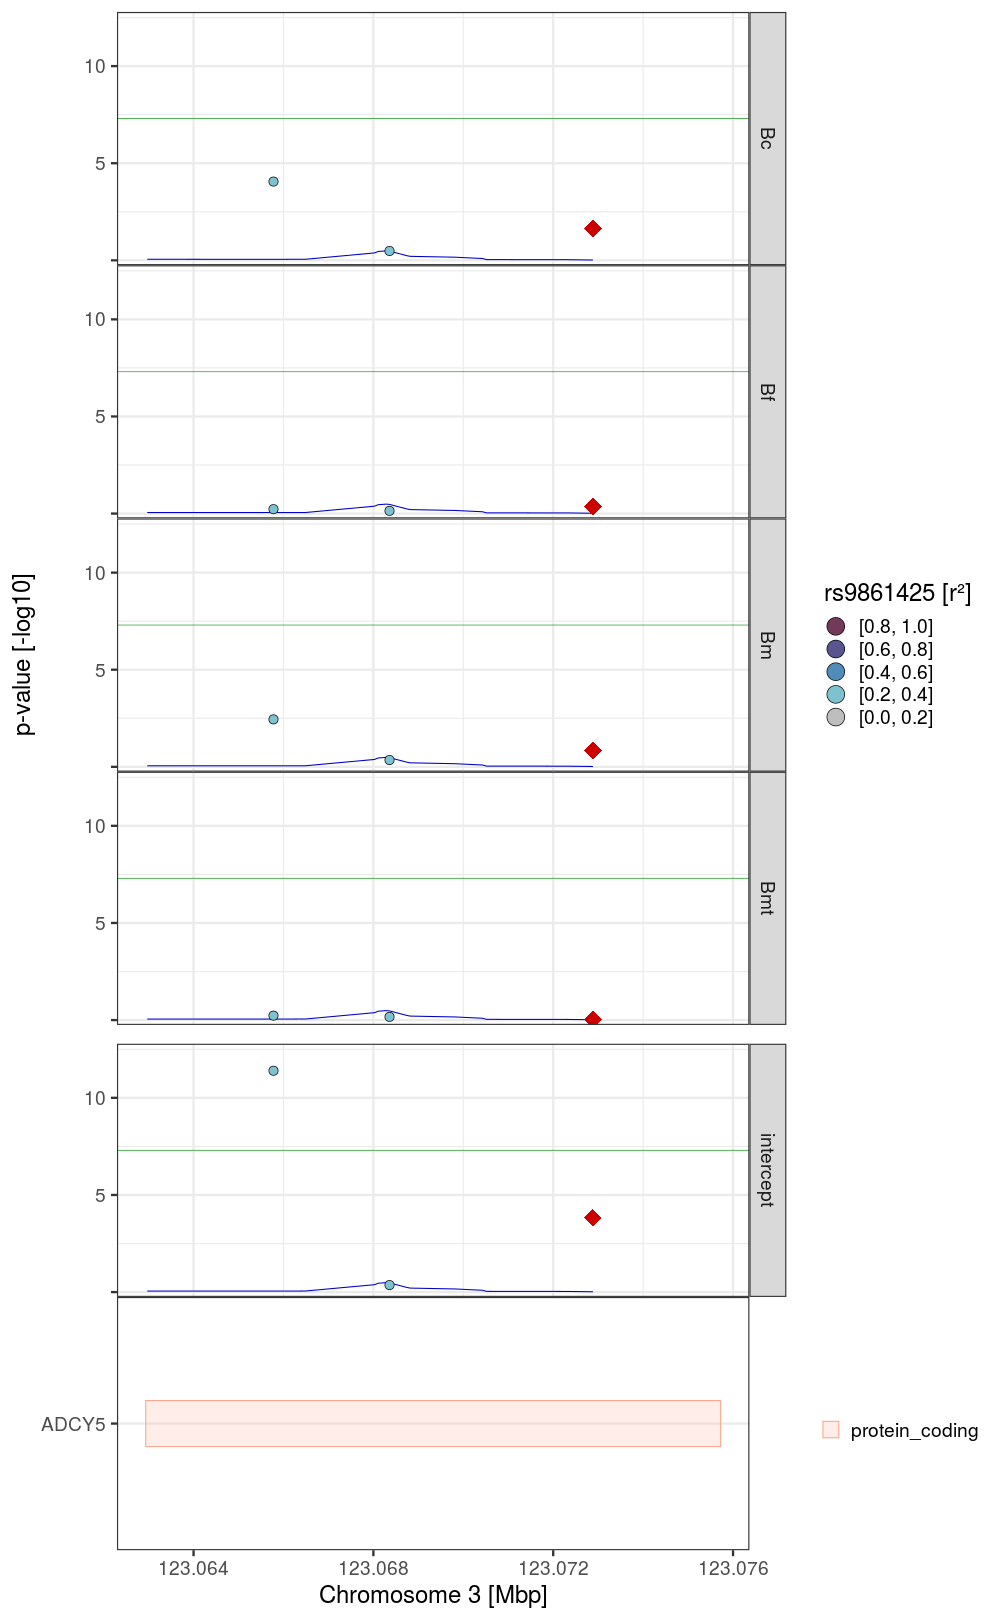 10
5
Bc
10
5
Bf
10
5
Bm
10
5
Bmt
10
5
intercept
p-value [-log10]
rs9861425 [r²]
[0.8, 1.0]
[0.6, 0.8]
[0.4, 0.6]
[0.2, 0.4]
[0.0, 0.2]
ADCY5
protein_coding
123.064 123.068 123.072 123.076
Chromosome 3 [Mbp]